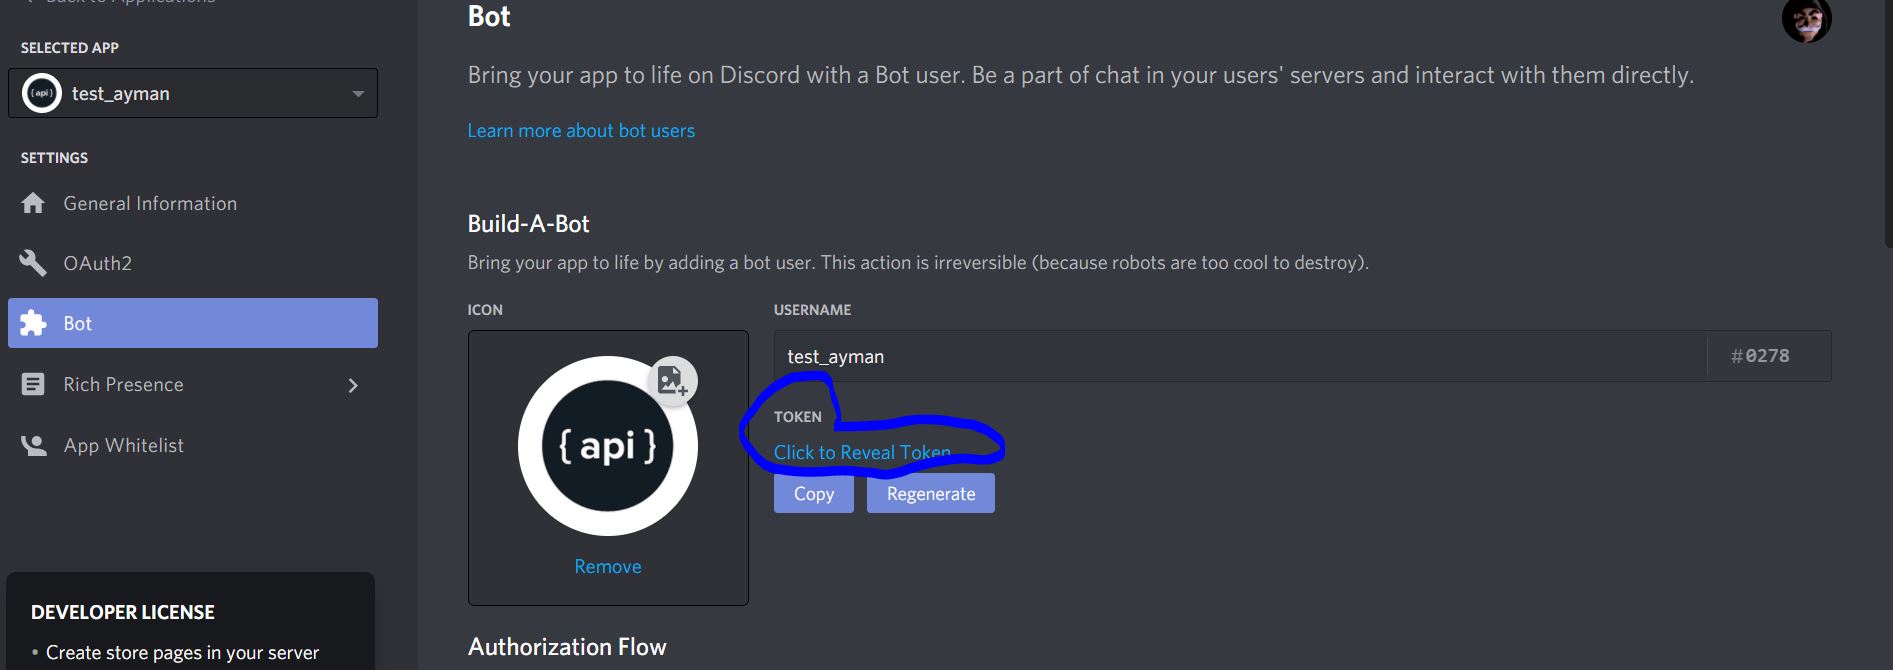 Back to Applications
SELECTED APP
{api} test_ayman
SETTINGS
General Information
OAuth2
Bot
Rich Presence
App Whitelist
DEVELOPER LICENSE
• Create store pages in your server
Bot
Bring your app to life on Discord with a Bot user. Be a part of chat in your users' servers and interact with them directly.
Learn more about bot users
Build-A-Bot
Bring your app to life by adding a bot user. This action is irreversible (because robots are too cool to destroy).
ICON
{ api }
Remove
USERNAME
test_ayman #0278
TOKEN
Click to Reveal Token
Copy Regenerate
Authorization Flow